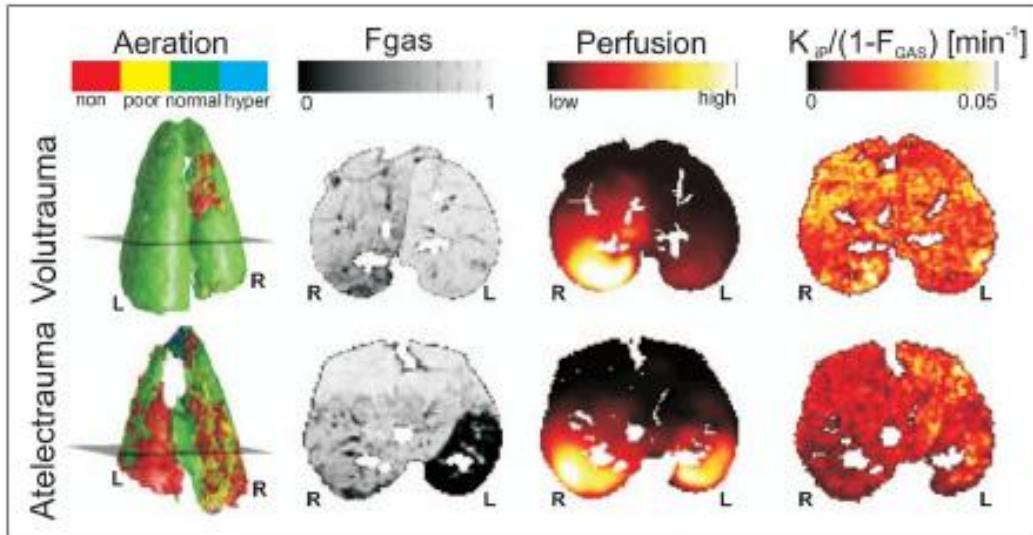 Aeration Fgas Perfusion K_iP/(1-F_GAS) [min⁻¹]
non poor normal hyper 0 1 low high 0 0.05
Volutrauma
L R R L R L R L
Atelectrauma
L R R L R L R L